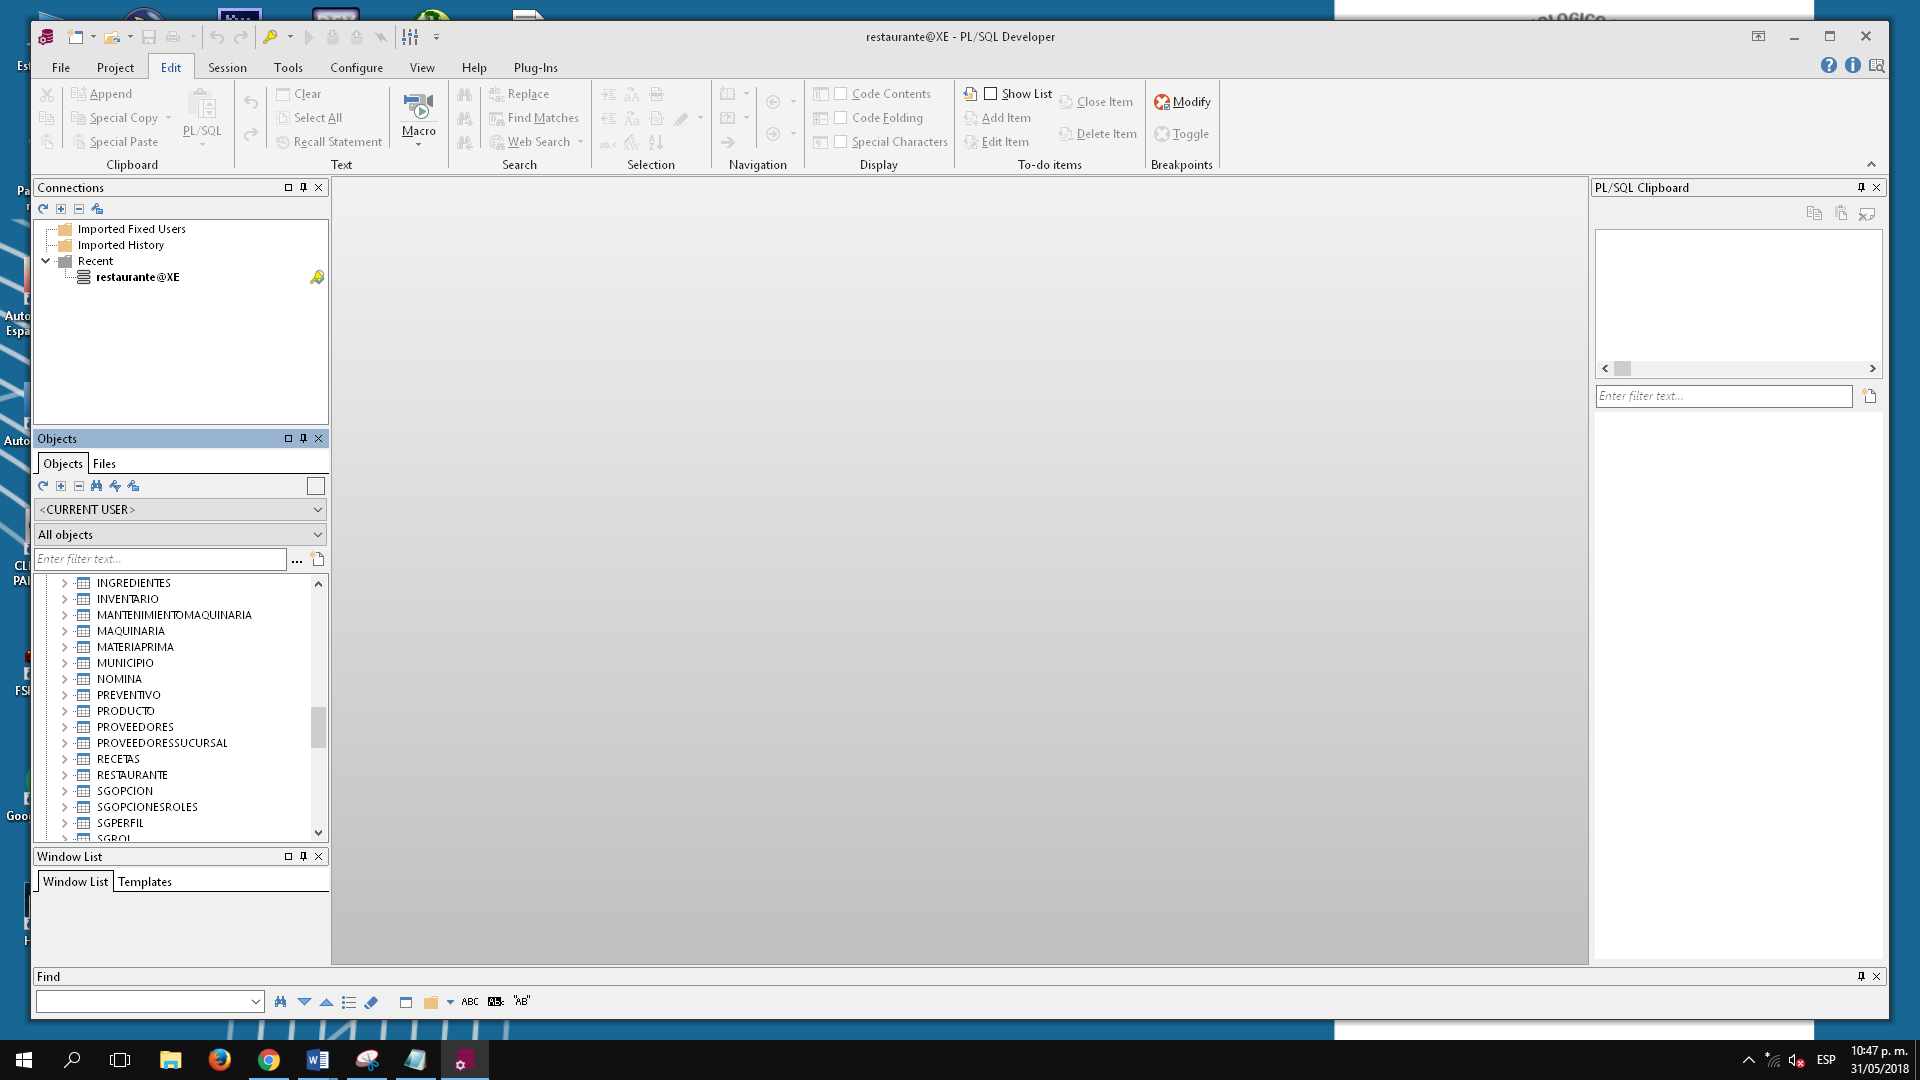 restaurante@XE - PL/SQL Developer
File
Project
Edit
Session
Tools
Configure
View
Help
Plug-Ins
Append
Special Copy
Special Paste
PL/SQL
Clipboard
Clear
Select All
Recall Statement
Text
Macro
Replace
Find Matches
Web Search
Search
Selection
Navigation
Code Contents
Code Folding
Special Characters
Display
Show List
Add Item
Edit Item
Close Item
Delete Item
To-do items
Modify
Toggle
Breakpoints
Connections
Imported Fixed Users
Imported History
Recent
restaurante@XE
Objects
Objects Files
<CURRENT USER>
All objects
Enter filter text...
INGREDIENTES
INVENTARIO
MANTENIMIENTOMAQUINARIA
MAQUINARIA
MATERIAPRIMA
MUNICIPIO
NOMINA
PREVENTIVO
PRODUCTO
PROVEEDORES
PROVEEDORESSUCURSAL
RECETAS
RESTAURANTE
SGOPCION
SGOPCIONESROLES
SGPERFIL
SGROL
Window List
Window List Templates
PL/SQL Clipboard
Enter filter text...
Find
ABC
"AB"
ESP
10:47 p. m.
31/05/2018